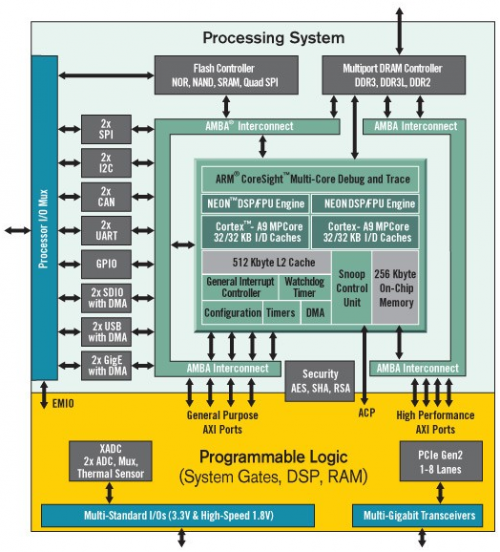 Processing System
Flash Controller
NOR, NAND, SRAM, Quad SPI
Multiport DRAM Controller
DDR3, DDR3L, DDR2
AMBA® Interconnect
AMBA Interconnect
Processor I/O Mux
2x
SPI
2x
I2C
2x
CAN
2x
UART
GPIO
2x SDIO
with DMA
2x USB
with DMA
2x GigE
with DMA
ARM® CoreSight™ Multi-Core Debug and Trace
NEON™ DSP/FPU Engine
NEON DSP/FPU Engine
Cortex™- A9 MPCore
32/32 KB I/D Caches
Cortex- A9 MPCore
32/32 KB I/D Caches
512 Kbyte L2 Cache
General Interrupt
Controller
Watchdog
Timer
Configuration
Timers
DMA
Snoop
Control
Unit
256 Kbyte
On-Chip
Memory
AMBA Interconnect
Security
AES, SHA, RSA
AMBA Interconnect
EMIO
General Purpose
AXI Ports
ACP
High Performance
AXI Ports
XADC
2x ADC, Mux,
Thermal Sensor
Programmable Logic
(System Gates, DSP, RAM)
PCIe Gen2
1-8 Lanes
Multi-Standard I/Os (3.3V & High-Speed 1.8V)
Multi-Gigabit Transceivers